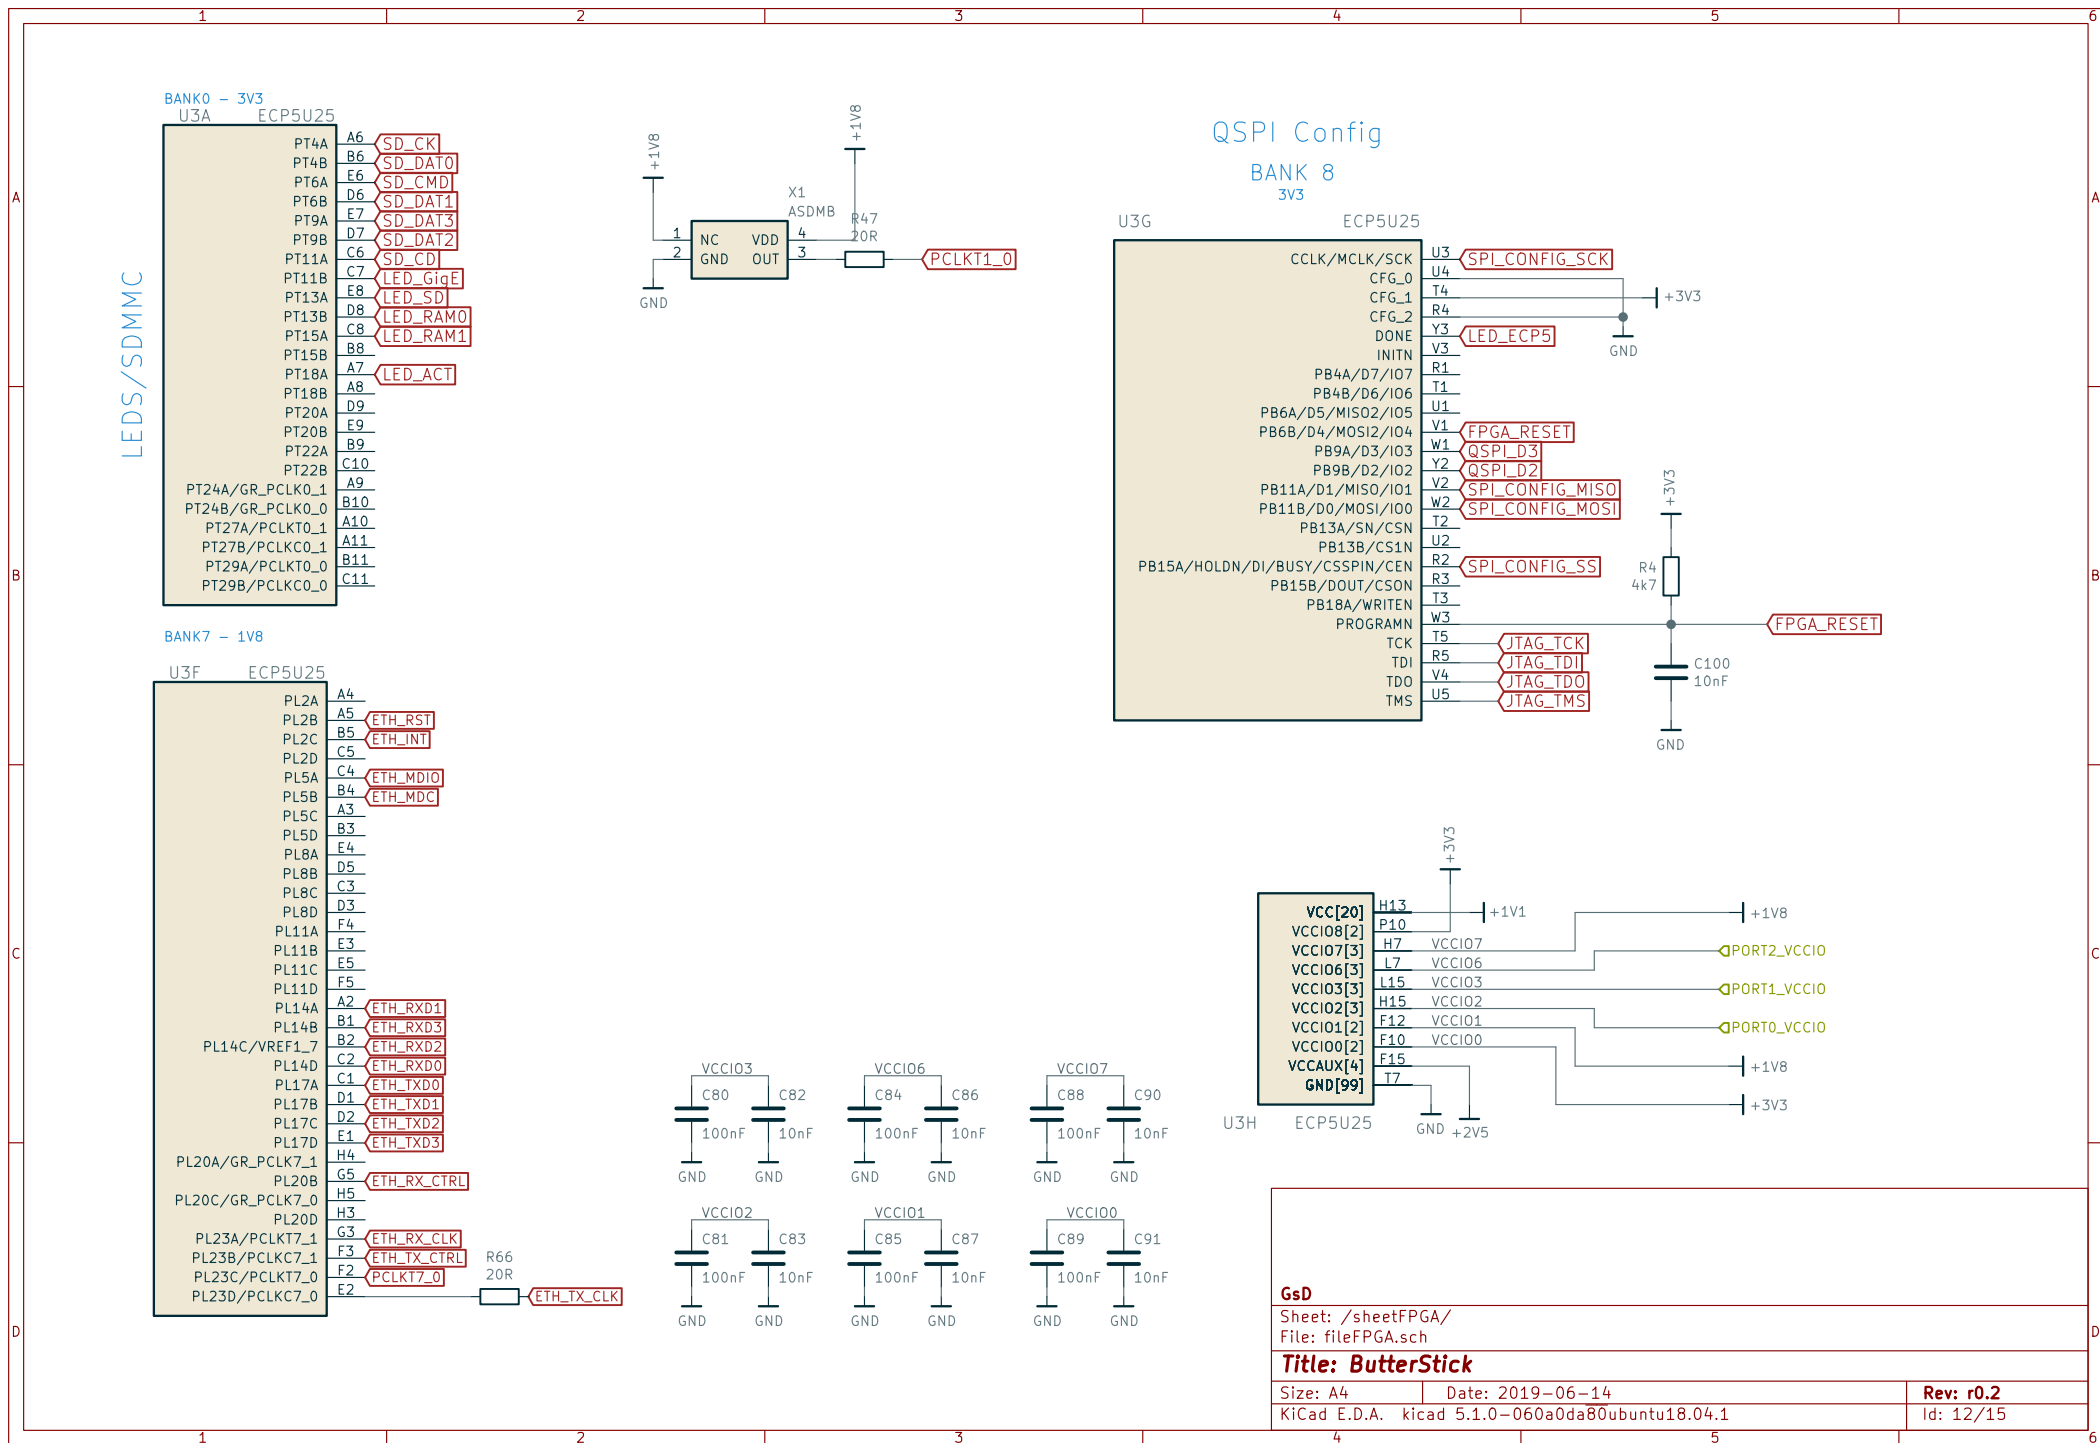 1 2 3 4 5 6
A
B
C
D
BANK0 - 3V3
U3A ECP5U25
LEDS/SDMMC
PT4A A6 SD_CK
PT4B B6 SD_DAT0
PT6A E6 SD_CMD
PT6B D6 SD_DAT1
PT9A E7 SD_DAT3
PT9B D7 SD_DAT2
PT11A C6 SD_CD
PT11B C7 LED_GigE
PT13A E8 LED_SD
PT13B D8 LED_RAM0
PT15A C8 LED_RAM1
PT15B B8
PT18A A7 LED_ACT
PT18B A8
PT20A D9
PT20B E9
PT22A B9
PT22B C10
PT24A/GR_PCLK0_1 A9
PT24B/GR_PCLK0_0 B10
PT27A/PCLKT0_1 A10
PT27B/PCLKC0_1 A11
PT29A/PCLKT0_0 B11
PT29B/PCLKC0_0 C11
BANK7 - 1V8
U3F ECP5U25
PL2A A4
PL2B A5 ETH_RST
PL2C B5 ETH_INT
PL2D C5
PL5A C4 ETH_MDIO
PL5B B4 ETH_MDC
PL5C A3
PL5D B3
PL8A E4
PL8B D5
PL8C C3
PL8D D3
PL11A F4
PL11B E3
PL11C E5
PL11D F5
PL14A A2 ETH_RXD1
PL14B B1 ETH_RXD3
PL14C/VREF1_7 B2 ETH_RXD2
PL14D C2 ETH_RXD0
PL17A C1 ETH_TXD0
PL17B D1 ETH_TXD1
PL17C D2 ETH_TXD2
PL17D E1 ETH_TXD3
PL20A/GR_PCLK7_1 H4
PL20B G5 ETH_RX_CTRL
PL20C/GR_PCLK7_0 H5
PL20D H3
PL23A/PCLKT7_1 G3 ETH_RX_CLK
PL23B/PCLKC7_1 F3 ETH_TX_CTRL
PL23C/PCLKT7_0 F2 PCLKT7_0
PL23D/PCLKC7_0 E2 ETH_TX_CLK
R66
20R
+1V8 +1V8
X1
ASDMB
R47
20R
1 NC VDD 4
2 GND OUT 3 PCLKT1_0
GND
QSPI Config
BANK 8
3V3
U3G ECP5U25
CCLK/MCLK/SCK U3 SPI_CONFIG_SCK
CFG_0 U4
CFG_1 T4 +3V3
CFG_2 R4
DONE Y3 LED_ECP5
GND
INITN V3
PB4A/D7/IO7 R1
PB4B/D6/IO6 T1
PB6A/D5/MISO2/IO5 U1
PB6B/D4/MOSI2/IO4 V1 FPGA_RESET
PB9A/D3/IO3 W1 QSPI_D3
PB9B/D2/IO2 Y2 QSPI_D2
PB11A/D1/MISO/IO1 V2 SPI_CONFIG_MISO
PB11B/D0/MOSI/IO0 W2 SPI_CONFIG_MOSI
PB13A/SN/CSN T2
PB13B/CS1N U2
PB15A/HOLDN/DI/BUSY/CSSPIN/CEN R2 SPI_CONFIG_SS
PB15B/DOUT/CSON R3
PB18A/WRITEN T3
PROGRAMN W3 FPGA_RESET
TCK T5 JTAG_TCK
TDI R5 JTAG_TDI
TDO V4 JTAG_TDO
TMS U5 JTAG_TMS
+3V3
R4
4k7
C100
10nF
GND
+3V3
VCC[20] H13 +1V1
VCCIO8[2] P10
VCCIO7[3] H7 VCCIO7 +1V8
VCCIO6[3] L7 VCCIO6 PORT2_VCCIO
VCCIO3[3] L15 VCCIO3 PORT1_VCCIO
VCCIO2[3] H15 VCCIO2 PORT0_VCCIO
VCCIO1[2] F12 VCCIO1 +1V8
VCCIO0[2] F10 VCCIO0 +3V3
VCCAUX[4] F15
GND[99] T7
U3H ECP5U25
GND +2V5
VCCIO3 VCCIO6 VCCIO7
C80 C82 C84 C86 C88 C90
100nF 10nF 100nF 10nF 100nF 10nF
GND GND GND GND GND GND
VCCIO2 VCCIO1 VCCIO0
C81 C83 C85 C87 C89 C91
100nF 10nF 100nF 10nF 100nF 10nF
GND GND GND GND GND GND
GsD
Sheet: /sheetFPGA/
File: fileFPGA.sch
Title: ButterStick
Size: A4 Date: 2019-06-14 Rev: r0.2
KiCad E.D.A. kicad 5.1.0-060a0da80ubuntu18.04.1 Id: 12/15
1 2 3 4 5 6
A
B
C
D